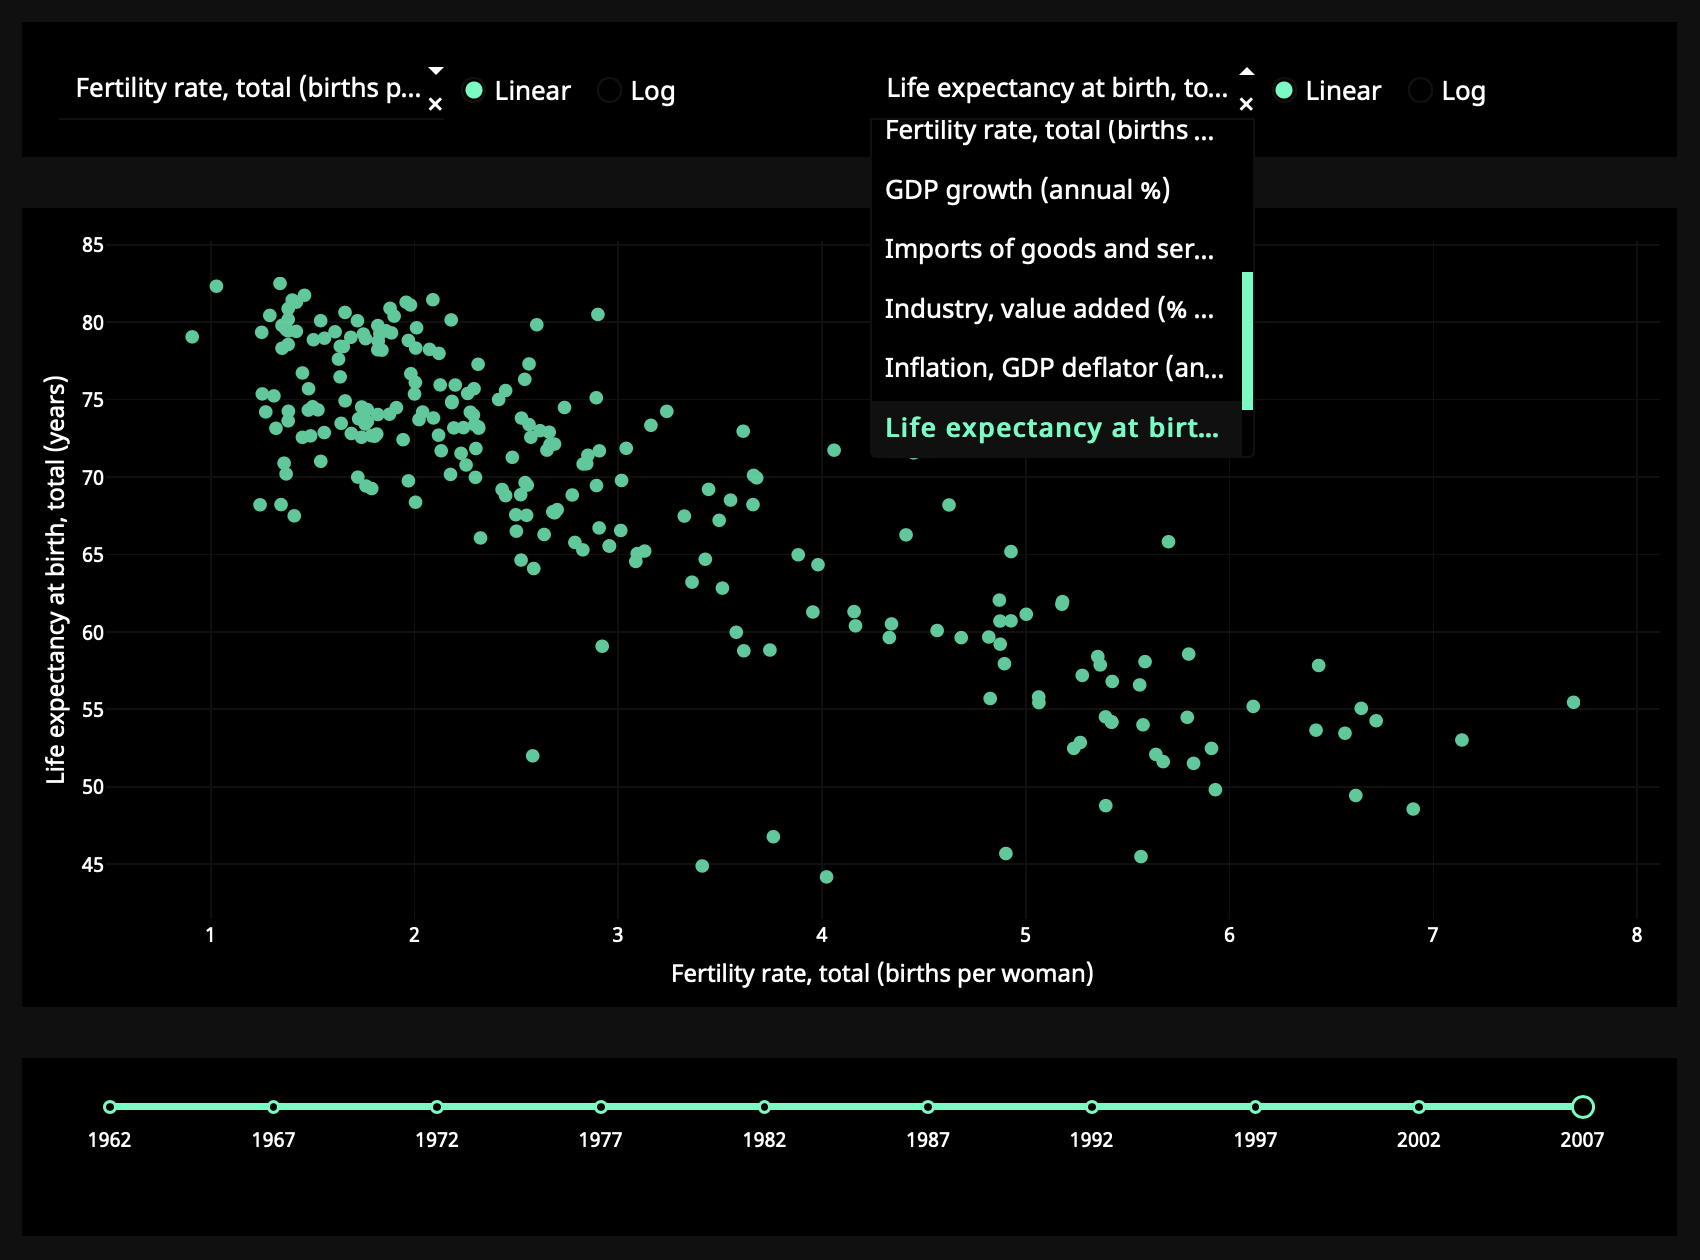 Fertility rate, total (births p...
Linear
Log
Life expectancy at birth, to...
Linear
Log
Fertility rate, total (births ...
GDP growth (annual %)
Imports of goods and ser...
Industry, value added (% ...
Inflation, GDP deflator (an...
Life expectancy at birt...
85
80
75
70
65
60
55
50
45
Life expectancy at birth, total (years)
1 2 3 4 5 6 7 8
Fertility rate, total (births per woman)
1962 1967 1972 1977 1982 1987 1992 1997 2002 2007